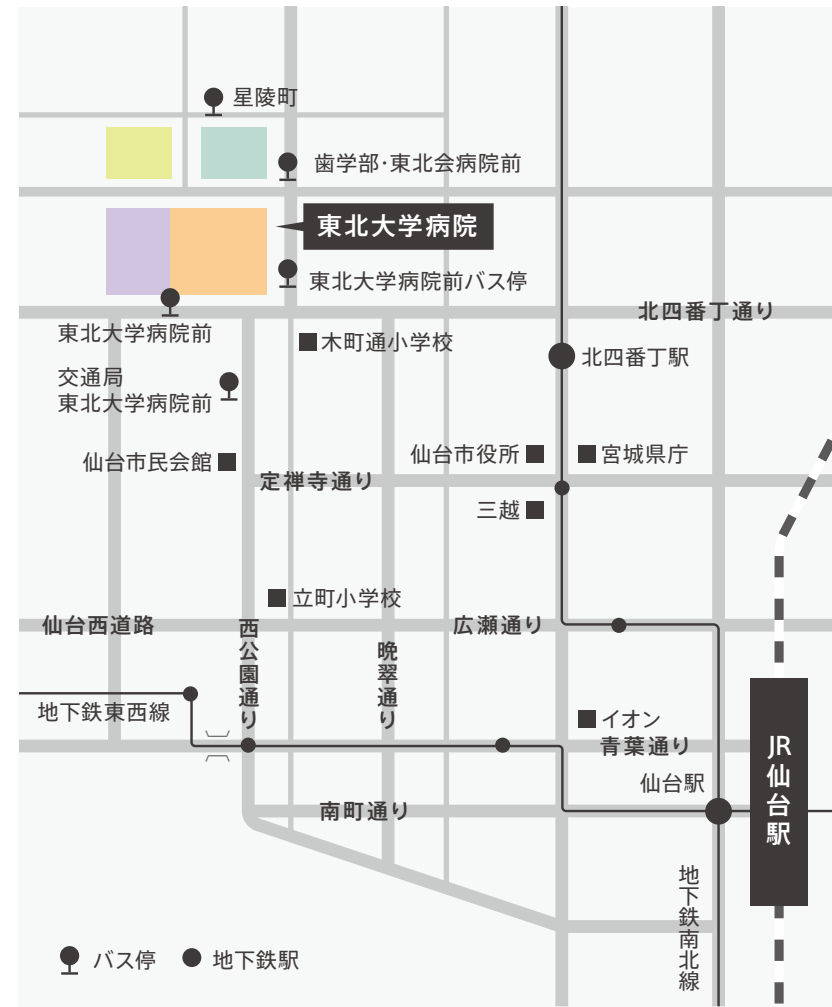 星陵町
歯学部・東北会病院前
東北大学病院
東北大学病院前バス停
北四番丁通り
東北大学病院前
木町通小学校
北四番丁駅
交通局
東北大学病院前
仙台市民会館
仙台市役所
宮城県庁
定禅寺通り
三越
立町小学校
仙台西道路
広瀬通り
西公園通り
晩翠通り
地下鉄東西線
イオン
青葉通り
JR仙台駅
仙台駅
南町通り
地下鉄南北線
バス停
地下鉄駅